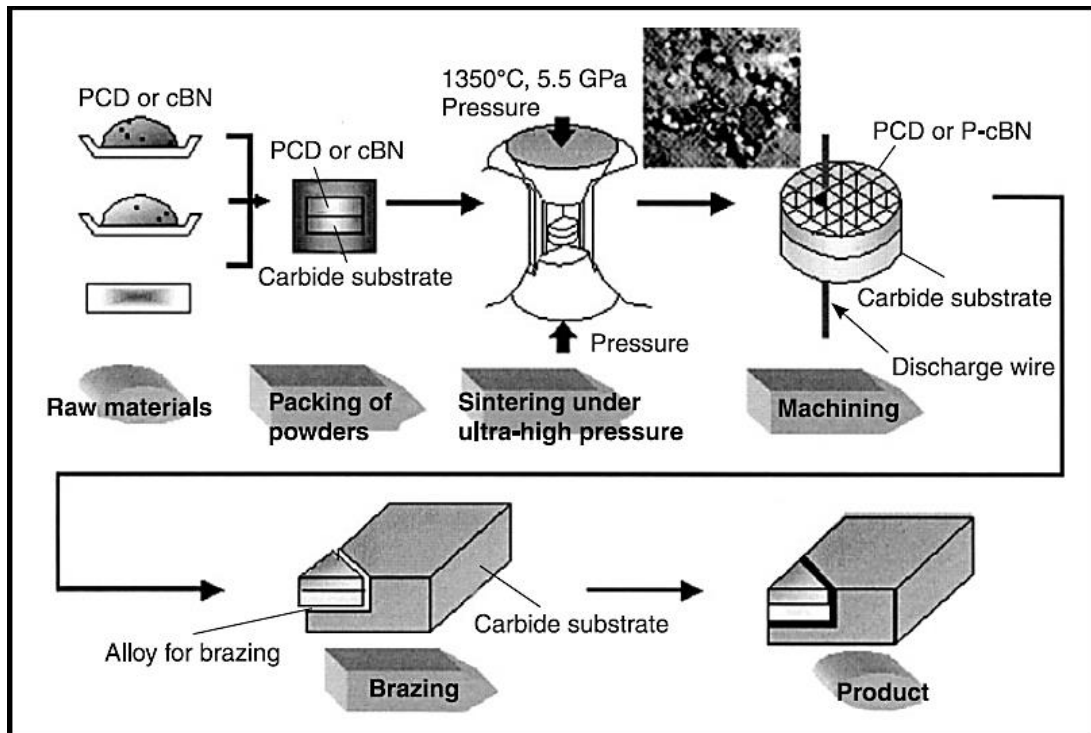 PCD or cBN
PCD or cBN
Carbide substrate
1350°C, 5.5 GPa
Pressure
Pressure
PCD or P-cBN
Carbide substrate
Discharge wire
Raw materials
Packing of
powders
Sintering under
ultra-high pressure
Machining
Alloy for brazing
Carbide substrate
Brazing
Product